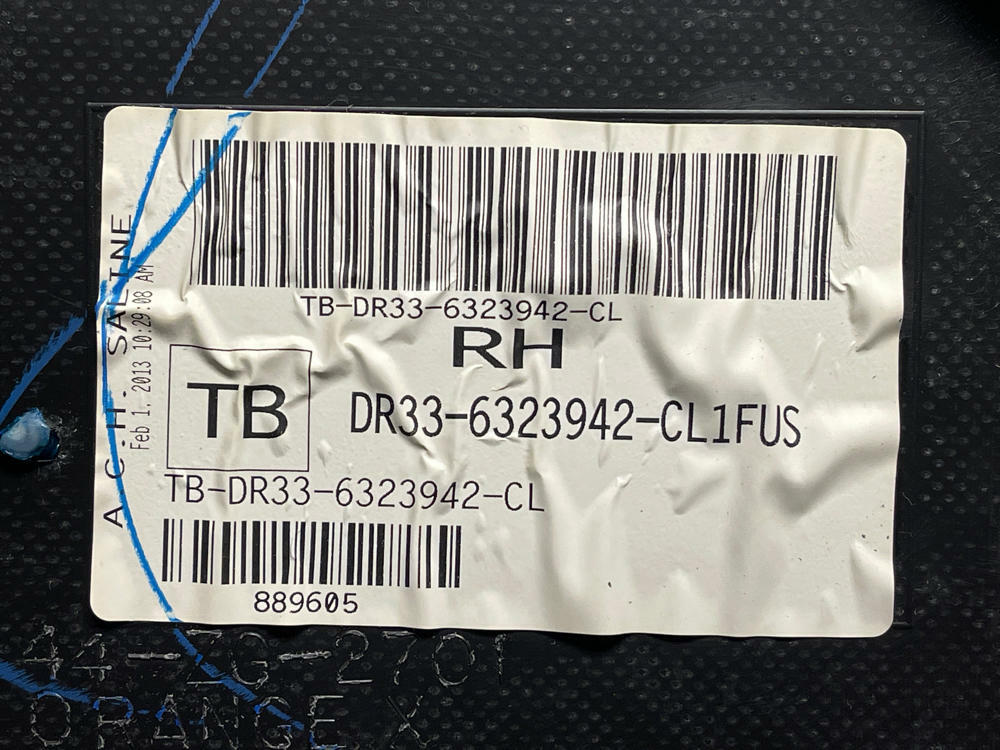 A.C.H. SALINE
Feb 1. 2013 10:29:08 AM
TB-DR33-6323942-CL
RH
TB
DR33-6323942-CL1FUS
TB-DR33-6323942-CL
889605
44-ZG-2701
ORANGE X